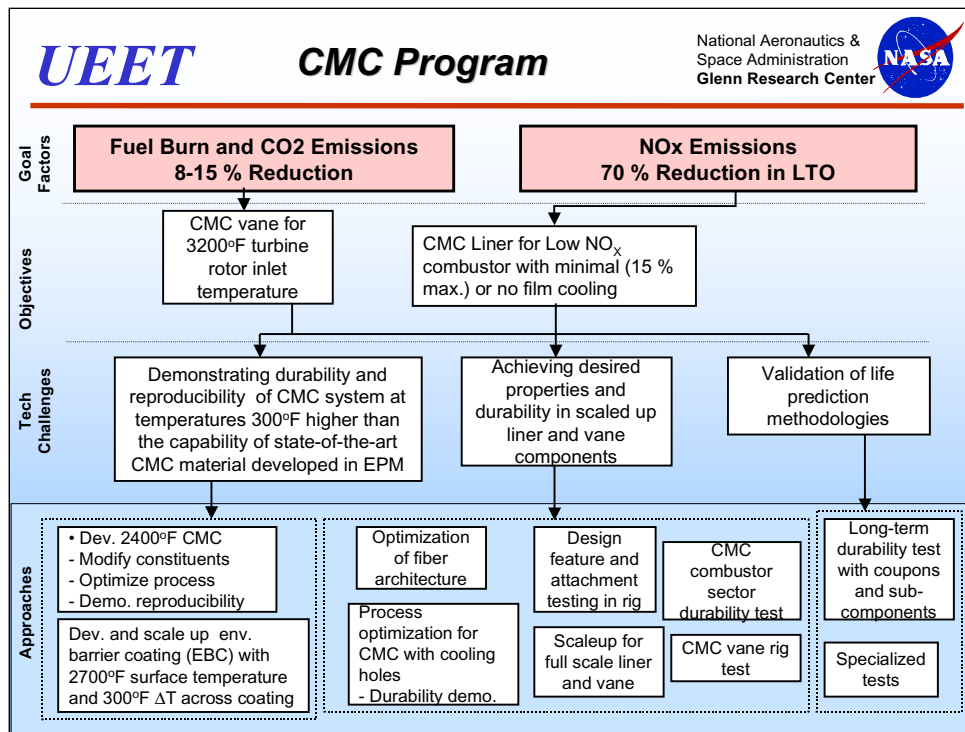 UEET
CMC Program
National Aeronautics &
Space Administration
Glenn Research Center
NASA
Goal
Factors
Fuel Burn and CO2 Emissions
8-15 % Reduction
NOx Emissions
70 % Reduction in LTO
Objectives
CMC vane for
3200oF turbine
rotor inlet
temperature
CMC Liner for Low NOX
combustor with minimal (15 %
max.) or no film cooling
Tech
Challenges
Demonstrating durability and
reproducibility of CMC system at
temperatures 300oF higher than
the capability of state-of-the-art
CMC material developed in EPM
Achieving desired
properties and
durability in scaled up
liner and vane
components
Validation of life
prediction
methodologies
Approaches
• Dev. 2400oF CMC
- Modify constituents
- Optimize process
- Demo. reproducibility
Dev. and scale up env.
barrier coating (EBC) with
2700oF surface temperature
and 300oF ΔT across coating
Optimization
of fiber
architecture
Process
optimization for
CMC with cooling
holes
- Durability demo.
Design
feature and
attachment
testing in rig
Scaleup for
full scale liner
and vane
CMC
combustor
sector
durability test
CMC vane rig
test
Long-term
durability test
with coupons
and sub-
components
Specialized
tests